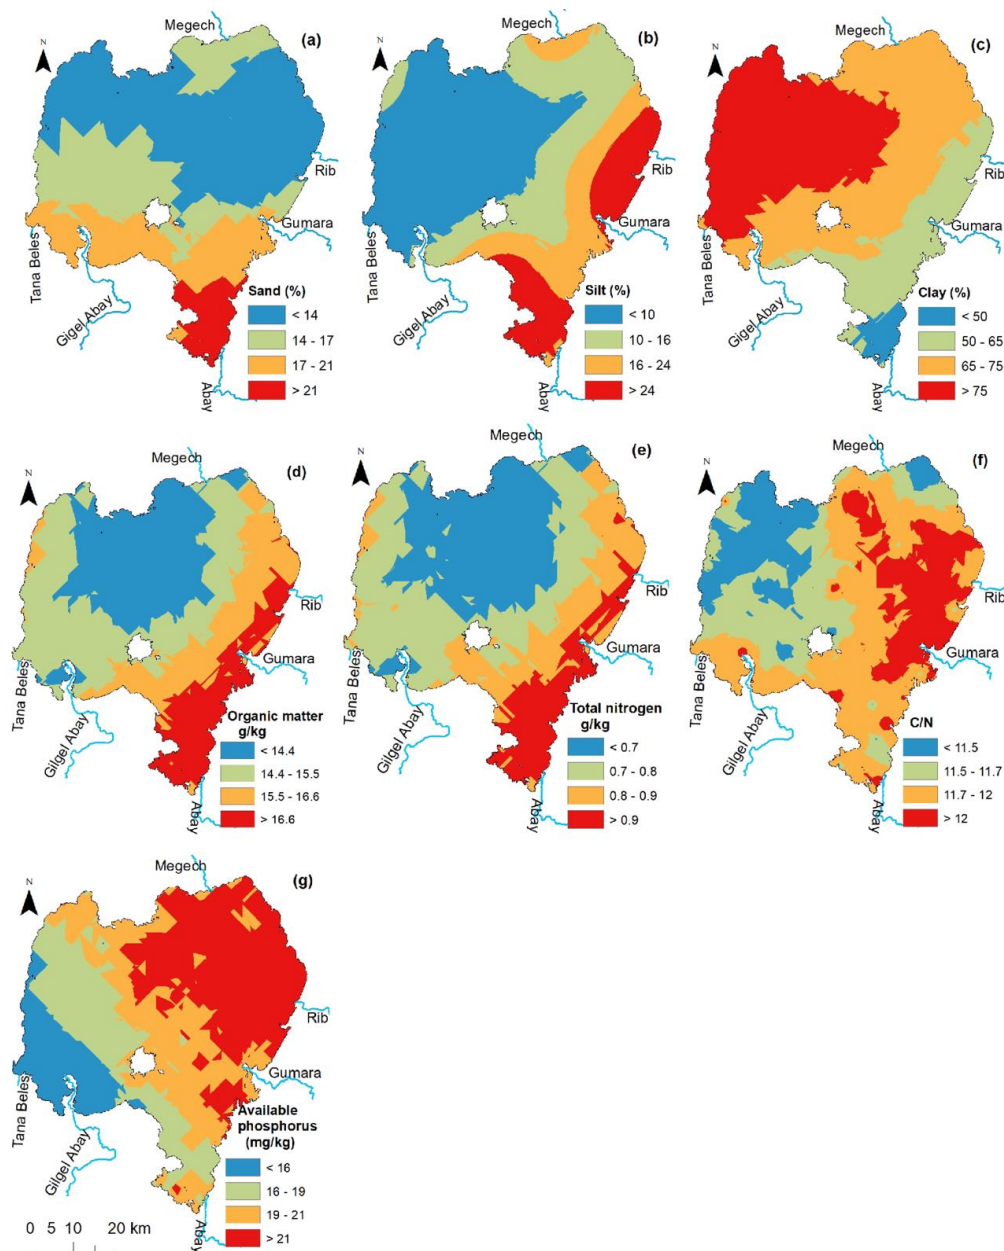 Megech
(a)
N
Rib
Gumara
Tana Beles
Gigel Abay
Abay
Sand (%)
< 14
14 - 17
17 - 21
> 21
Megech
(b)
N
Rib
Gumara
Tana Beles
Gigel Abay
Abay
Silt (%)
< 10
10 - 16
16 - 24
> 24
Megech
(c)
N
Rib
Gumara
Tana Beles
Gigel Abay
Abay
Clay (%)
< 50
50 - 65
65 - 75
> 75
Megech
(d)
N
Rib
Gumara
Tana Beles
Gilgel Abay
Abay
Organic matter
g/kg
< 14.4
14.4 - 15.5
15.5 - 16.6
> 16.6
Megech
(e)
N
Rib
Gumara
Tana Beles
Gilgel Abay
Abay
Total nitrogen
g/kg
< 0.7
0.7 - 0.8
0.8 - 0.9
> 0.9
Megech
(f)
N
Rib
Gumara
Tana Beles
Gilgel Abay
Abay
C/N
< 11.5
11.5 - 11.7
11.7 - 12
> 12
Megech
(g)
N
Rib
Gumara
Tana Beles
Gilgel Abay
Abay
Available
phosphorus
(mg/kg)
< 16
16 - 19
19 - 21
> 21
0 5 10 20 km